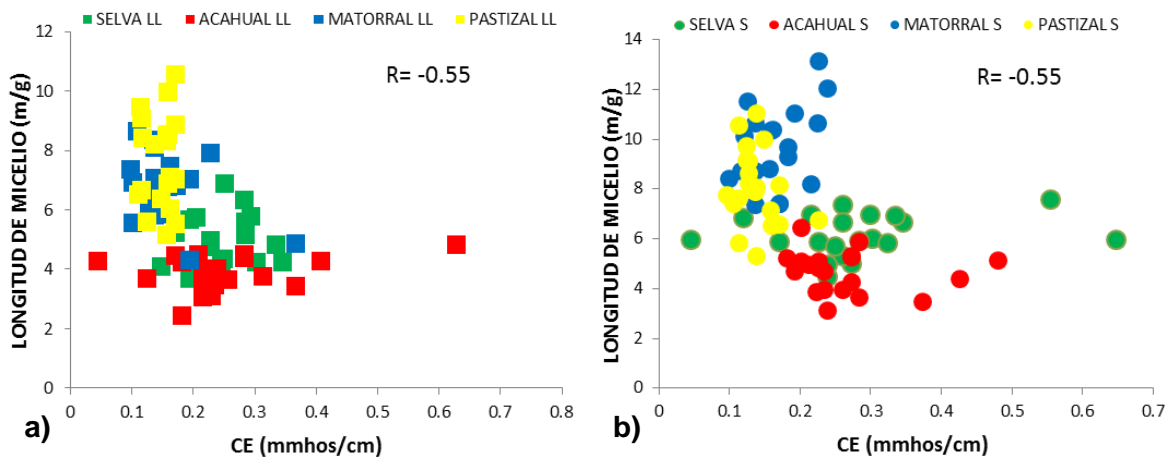 SELVA LL ACAHUAL LL MATORRAL LL PASTIZAL LL
12
10
8
6
4
2
0
R= -0.55
LONGITUD DE MICELIO (m/g)
0 0.1 0.2 0.3 0.4 0.5 0.6 0.7 0.8
CE (mmhos/cm)
a)
SELVA S ACAHUAL S MATORRAL S PASTIZAL S
14
12
10
8
6
4
2
0
R= -0.55
LONGITUD DE MICELIO (m/g)
0 0.1 0.2 0.3 0.4 0.5 0.6 0.7
CE (mmhos/cm)
b)